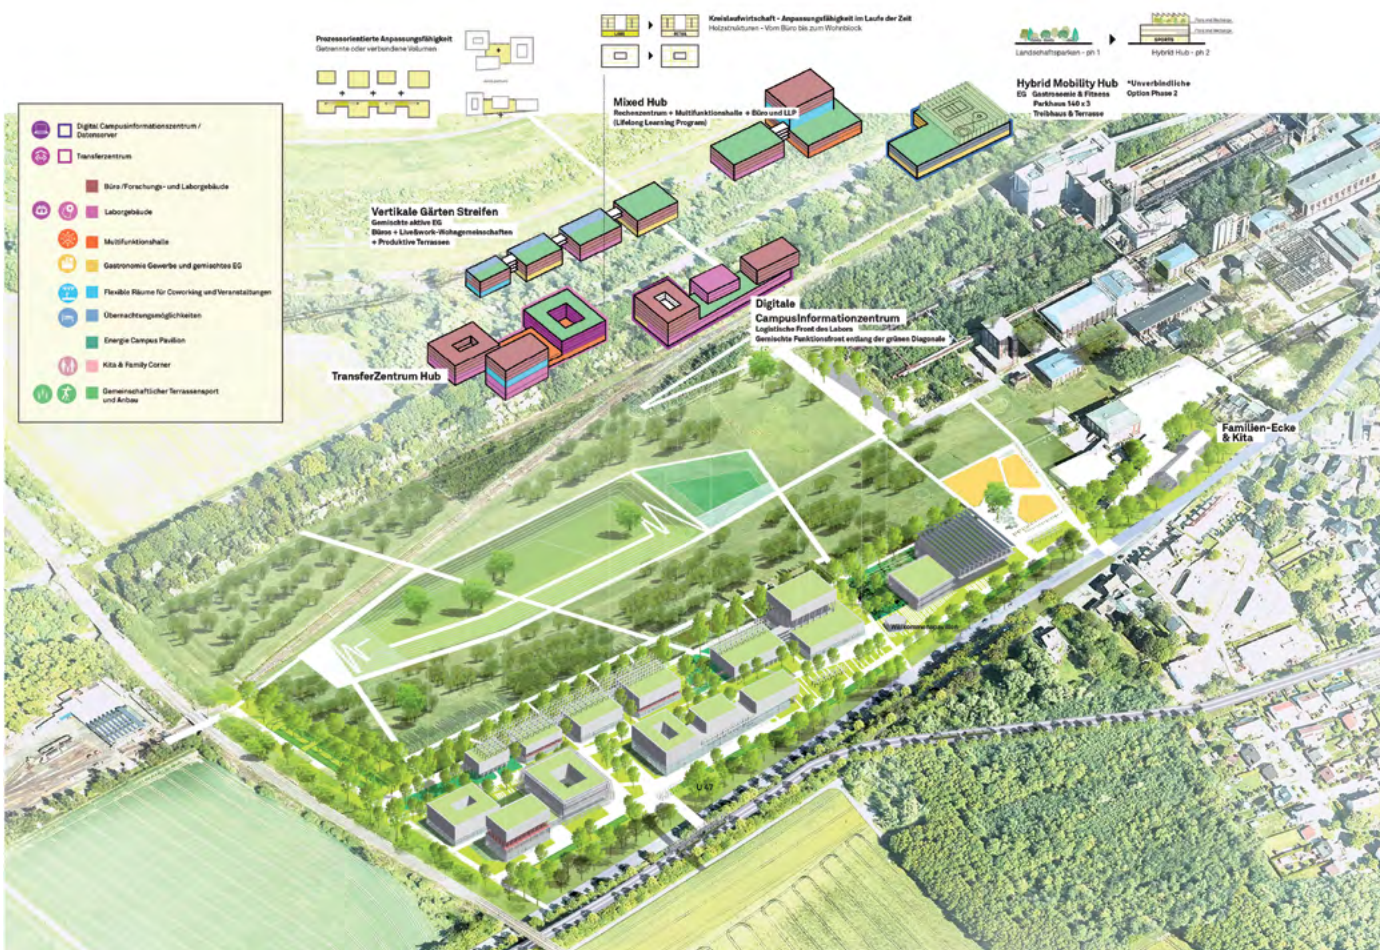 Prozessorientierte Anpassungsfähigkeit
Getrennte oder verbindene Volumen
Kreislaufwirtschaft - Anpassungsfähigkeit im Laufe der Zeit
Holzstrukturen - Vom Büro bis zum Wohnblock
Landschaftsparken - ph 1
SPORTS
Hybrid Hub - ph 2
Hybrid Mobility Hub
EG Gastronomie & Fitness
Parkhaus 140 x 3
Treibhaus & Terrasse
*Unverbindliche
Option Phase 2
Mixed Hub
Rechenzentrum + Multifunktionshalle + Büro und LLP
(Lifelong Learning Program)
Digital Campusinformationszentrum /
Datenserver
Transferzentrum
Büro /Forschungs- und Laborgebäude
Laborgebäude
Multifunktionshalle
Gastronomie Gewerbe und gemischtes EG
Flexible Räume für Coworking und Veranstaltungen
Übernachtungsmöglichkeiten
Energie Campus Pavilion
Kita & Family Corner
Gemeinschaftlicher Terrassensport
und Anbau
Vertikale Gärten Streifen
Gemischte aktive EG
Büros + Live&work-Wohngemeinschaften
+ Produktive Terrassen
Digitale
CampusInformationzentrum
Logistische Front des Labors
Gemischte Funktionsfront entlang der grünen Diagonale
TransferZentrum Hub
Familien-Ecke
& Kita
U 47